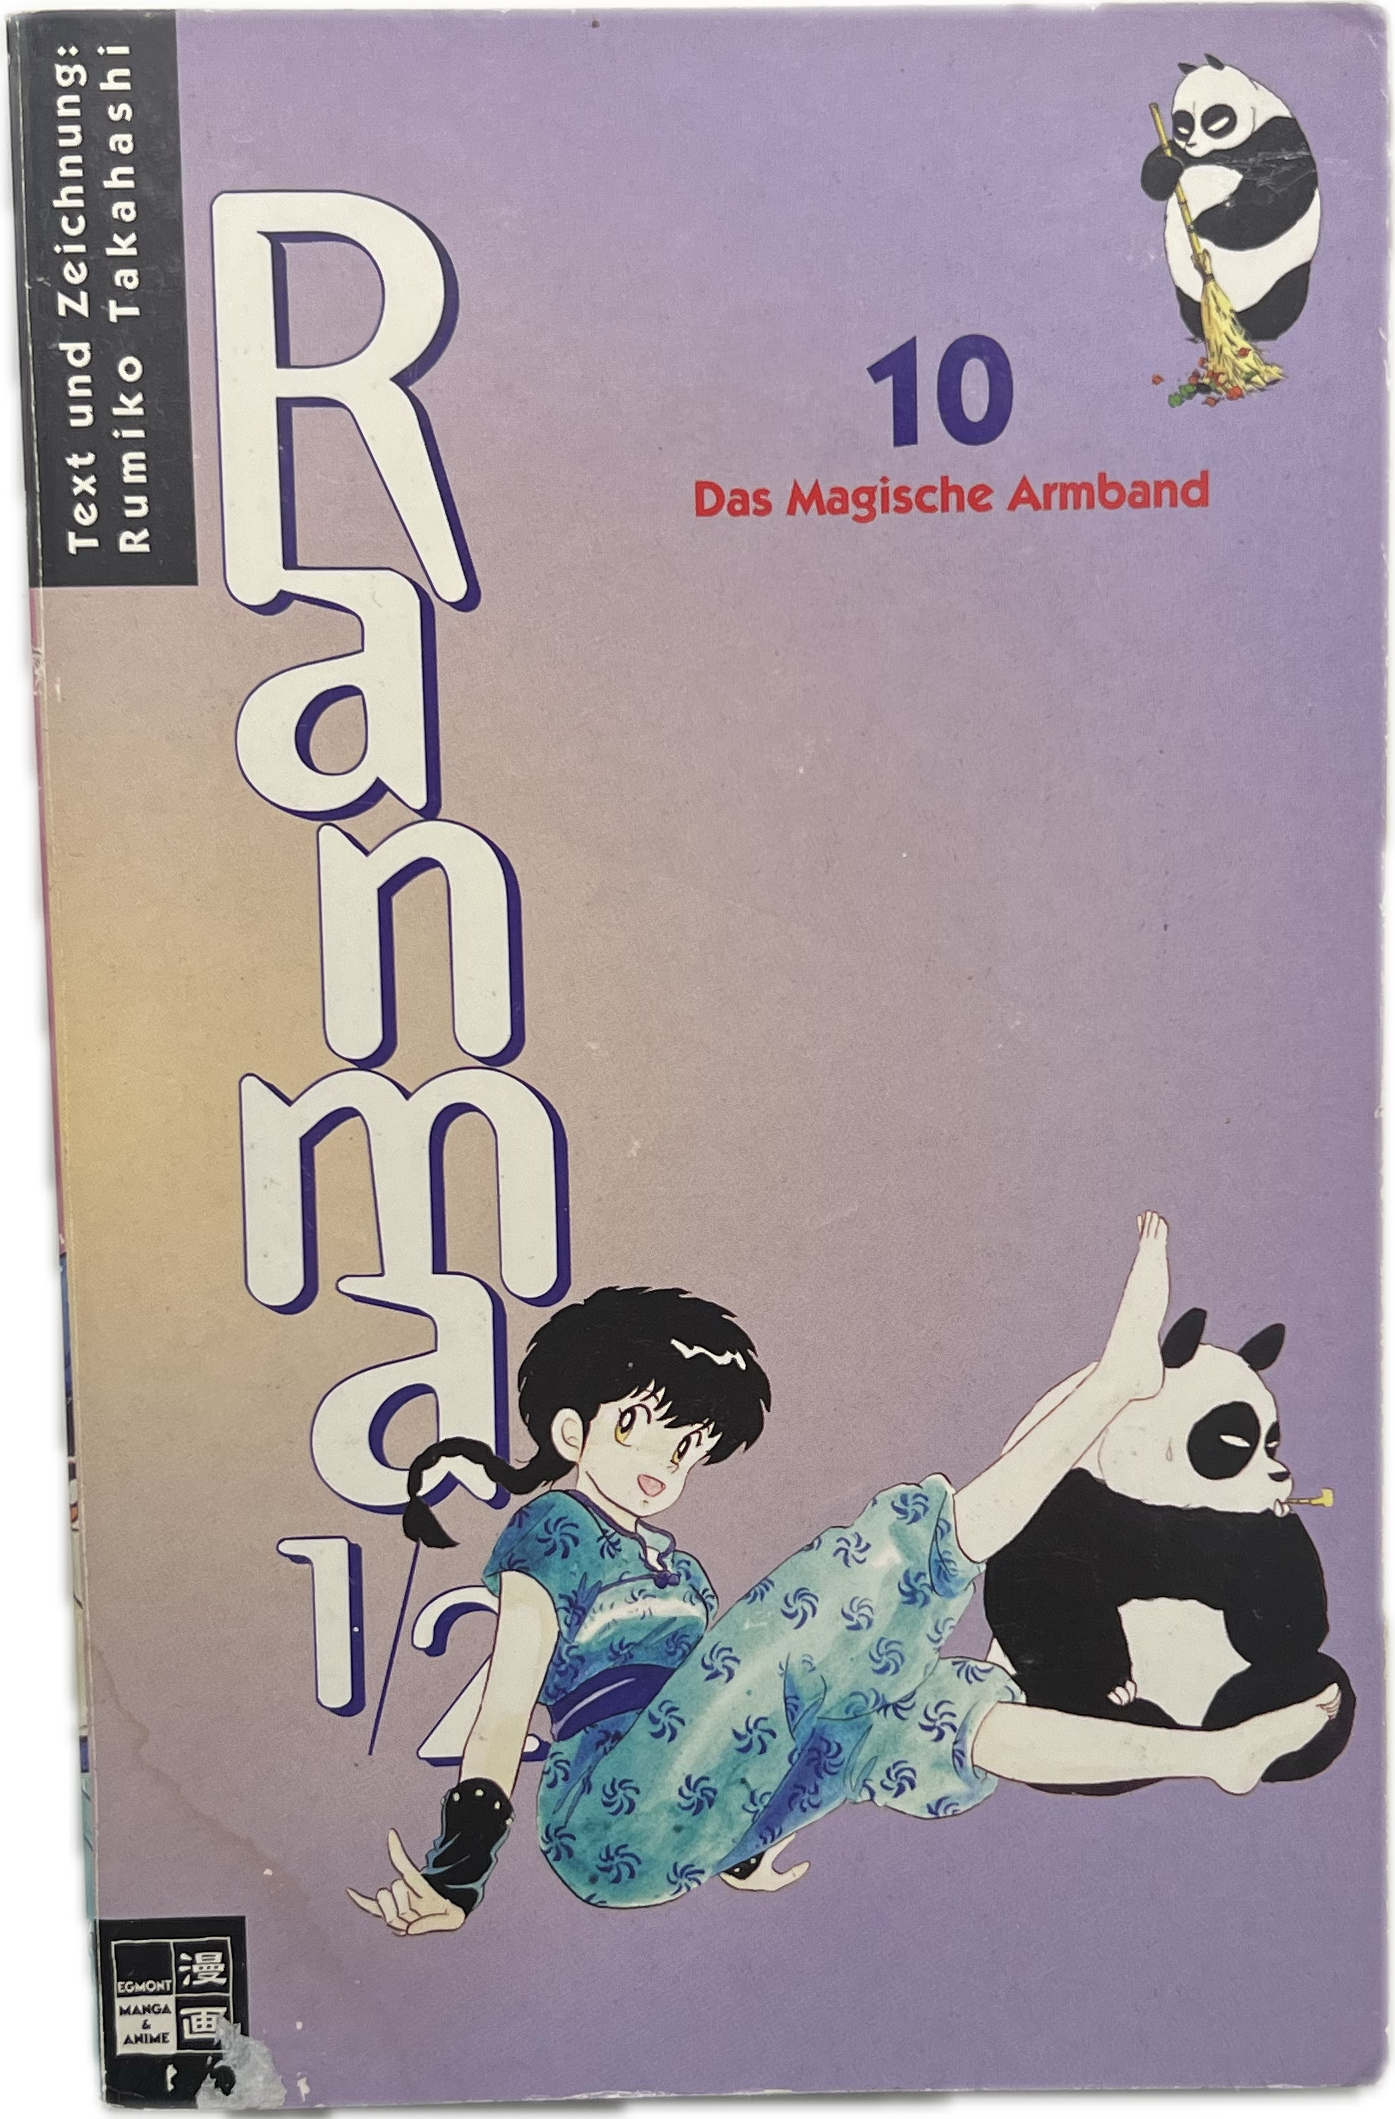 Text und Zeichnung:
Rumiko Takahashi
Ranma
1/2
10
Das Magische Armband
EGMONT
MANGA
&
ANIME
漫
画